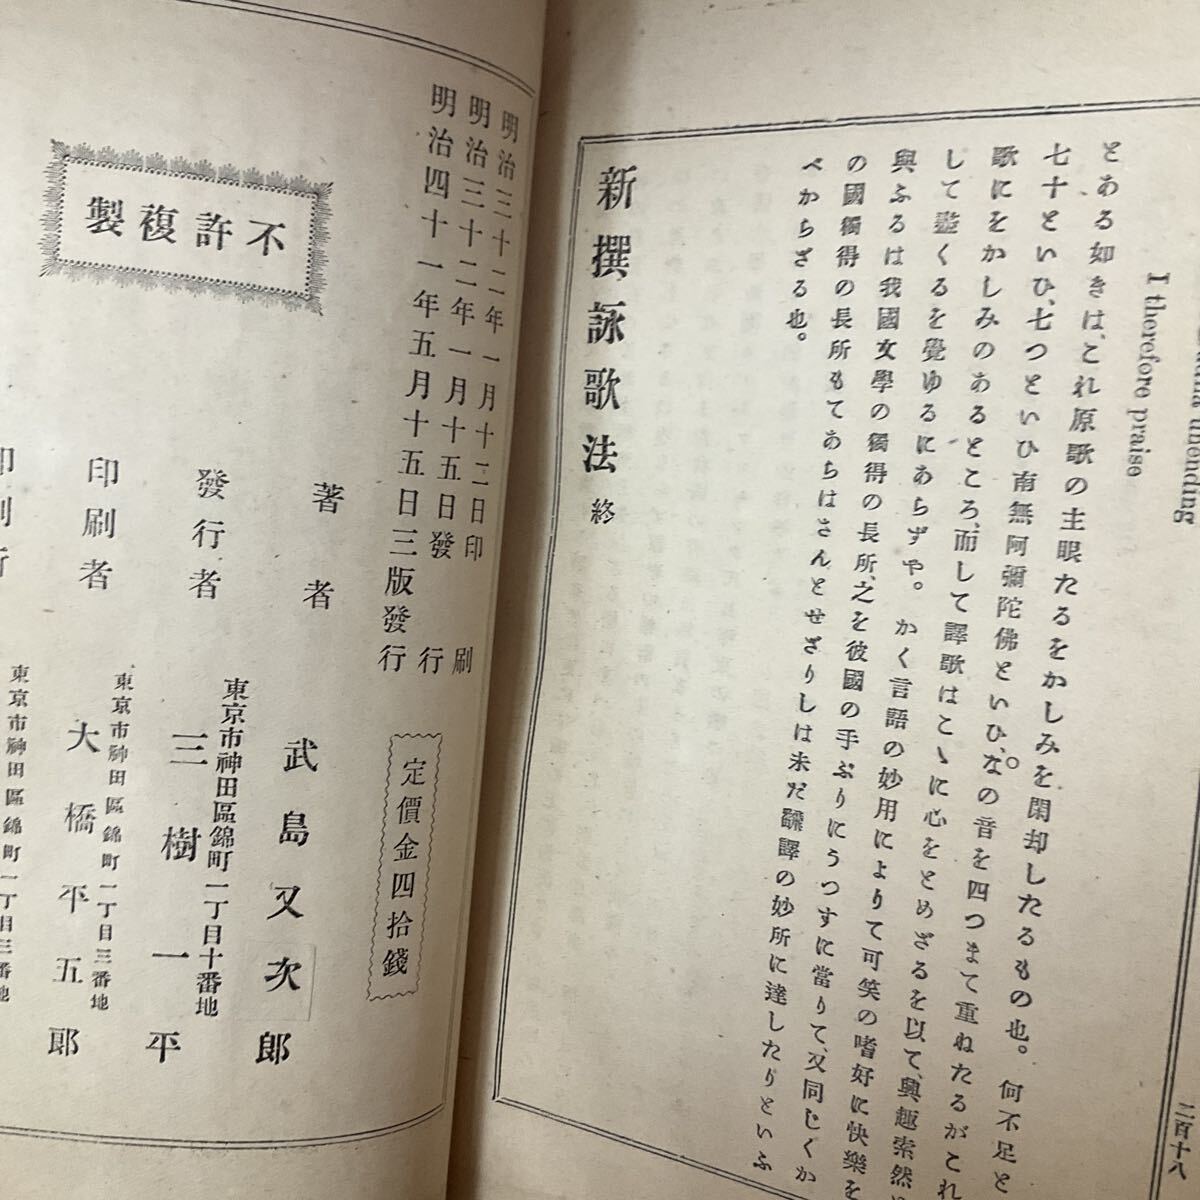 unending
I therefore praise
とある如きは、これ原歌の主眼たるをかしみを閑却したるもの也。何不足と
七十といひ、七つといひ南無阿彌陀佛といひ、なの音を四つまて重ねたるがこれ
歌にをかしみのあるところ、而して譯歌はこゝに心をとめざるを以て、興趣索然
して盡くるを覺ゆるにあらずや。かく言語の妙用によりて可笑の嗜好に快樂を
與ふるは我國文學の獨得の長所、之を彼國の手ぶりにうつすに當りて、又同じくか
の國獨得の長所もてあらはさんとせざりしは未だ飜譯の妙所に達したりといふ
べからざる也。
新撰詠歌法 終
二百十八
明治三十二年一月十二日印刷
明治三十二年一月十五日發行
明治四十一年五月十五日三版發行
定價金四拾錢
不許複製
著者 武島又次郎
東京市神田區錦町一丁目十番地
發行者 三樹一平
東京市神田區錦町一丁目三番地
印刷者 大橋平五郎
東京市神田區錦町一丁目三番地
印刷所